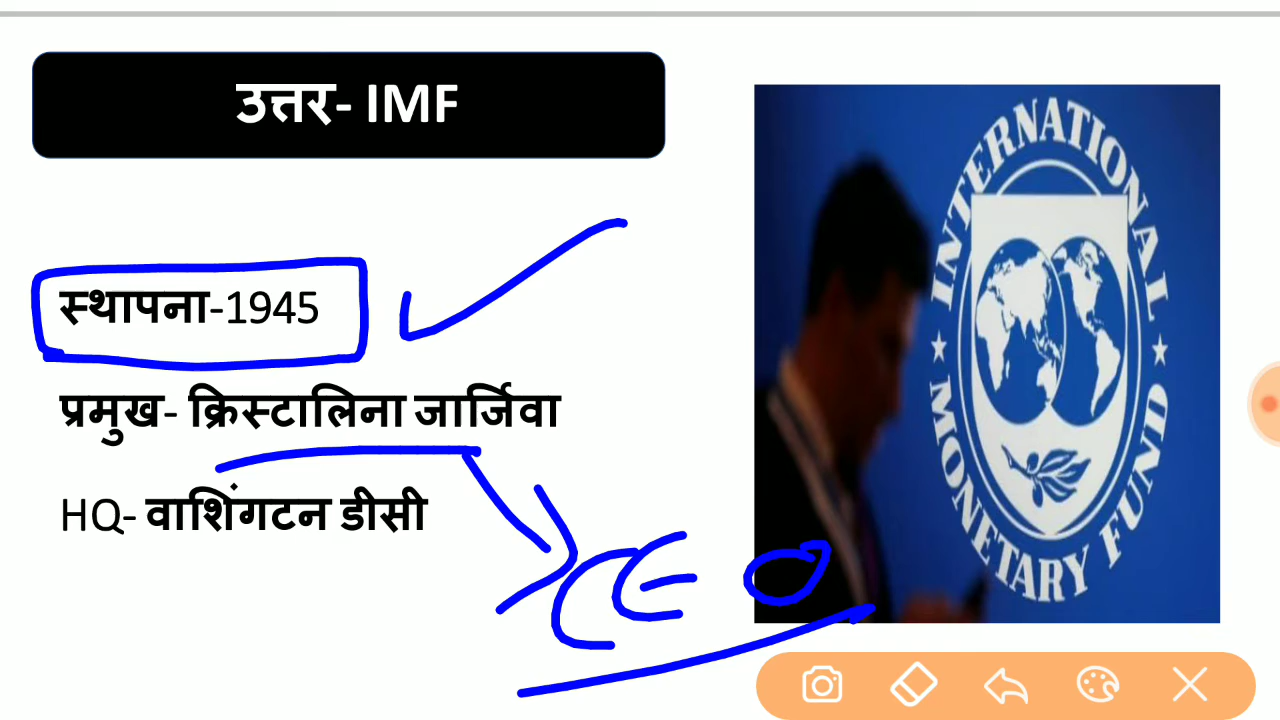 उत्तर- IMF
स्थापना-1945
प्रमुख- क्रिस्टालिना जार्जिवा
HQ- वाशिंगटन डीसी
CEO
INTERNATIONAL MONETARY FUND